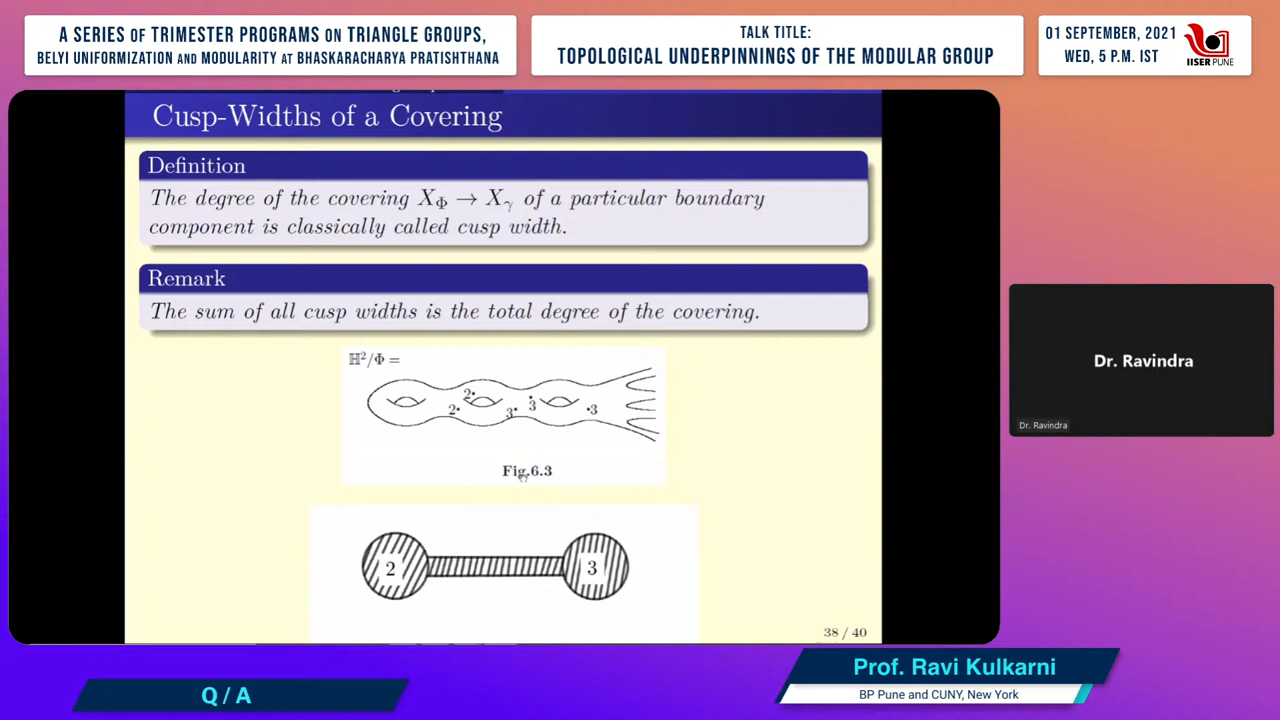 A SERIES OF TRIMESTER PROGRAMS ON TRIANGLE GROUPS,
BELYI UNIFORMIZATION AND MODULARITY AT BHASKARACHARYA PRATISHTHANA
TALK TITLE:
TOPOLOGICAL UNDERPINNINGS OF THE MODULAR GROUP
01 SEPTEMBER, 2021
WED, 5 P.M. IST
IISER PUNE
Cusp-Widths of a Covering
Definition
The degree of the covering X_Φ → X_γ of a particular boundary
component is classically called cusp width.
Remark
The sum of all cusp widths is the total degree of the covering.
ℍ²/Φ =
2
2
3
3
3
Fig.6.3
2
3
38 / 40
Dr. Ravindra
Dr. Ravindra
Q / A
Prof. Ravi Kulkarni
BP Pune and CUNY, New York